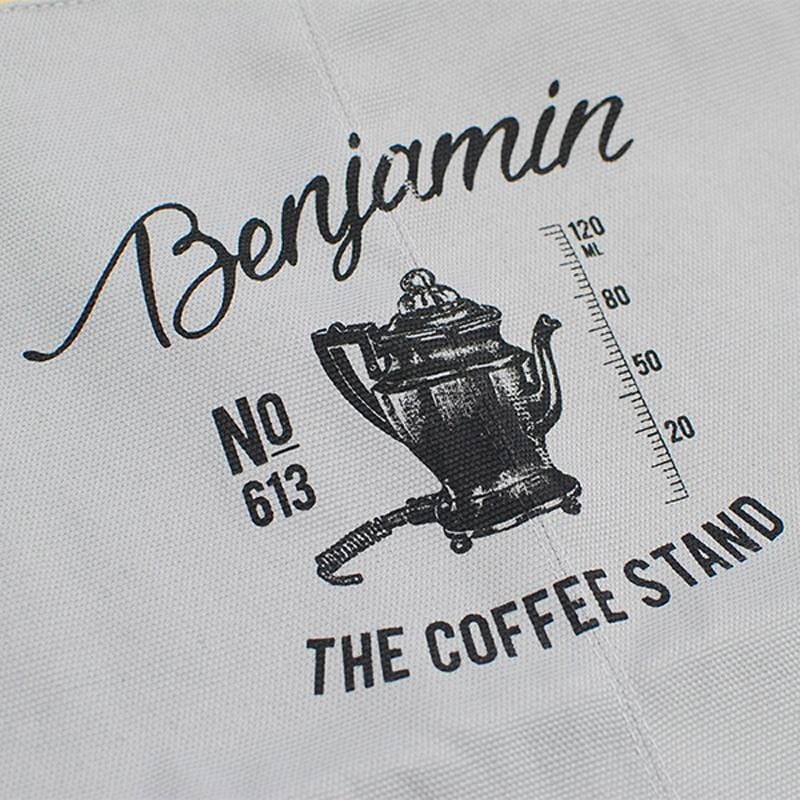 Benjamin
120
ML
80
50
20
No
613
THE COFFEE STAND